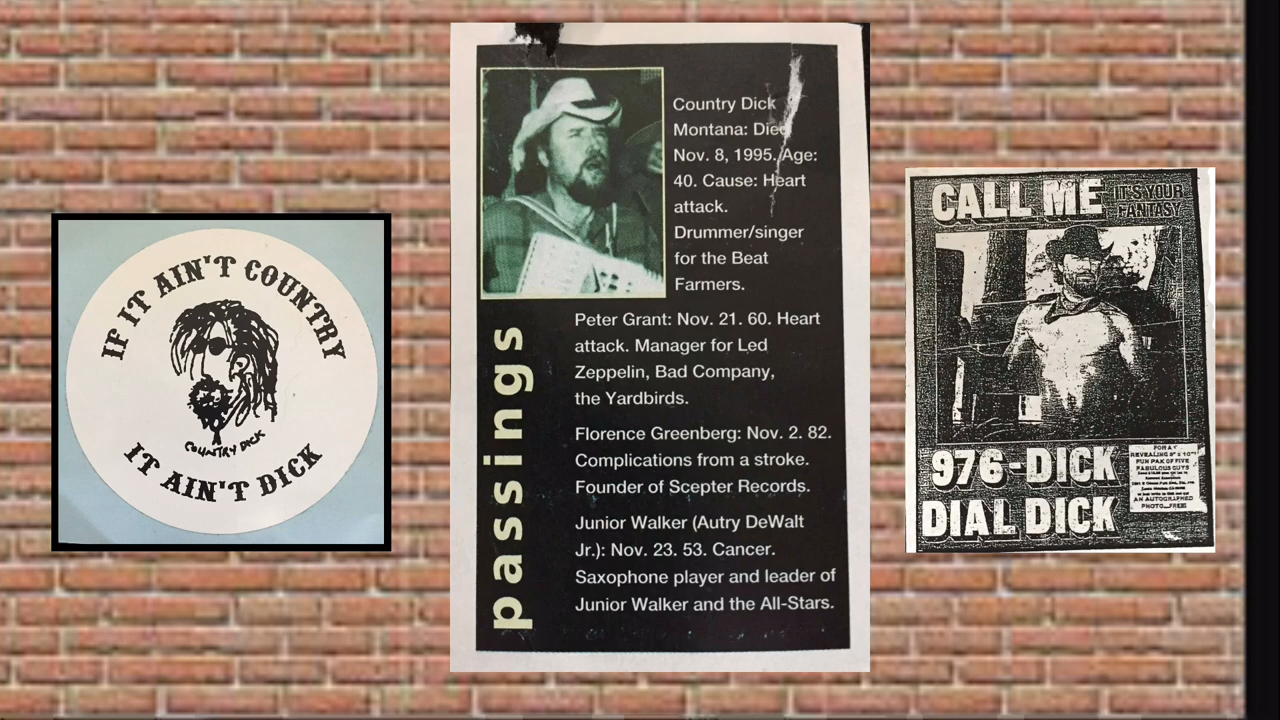 IF IT AIN'T COUNTRY
COUNTRY DICK
IT AIN'T DICK
Country Dick
Montana: Died
Nov. 8, 1995. Age:
40. Cause: Heart
attack.
Drummer/singer
for the Beat
Farmers.
passings
Peter Grant: Nov. 21. 60. Heart
attack. Manager for Led
Zeppelin, Bad Company,
the Yardbirds.
Florence Greenberg: Nov. 2. 82.
Complications from a stroke.
Founder of Scepter Records.
Junior Walker (Autry DeWalt
Jr.): Nov. 23. 53. Cancer.
Saxophone player and leader of
Junior Walker and the All-Stars.
CALL ME
IT'S YOUR
FANTASY
976-DICK
DIAL DICK
FOR A
REVEALING 8" x 10"
FUN PAK OF FIVE
FABULOUS GUYS
AN AUTOGRAPHED
PHOTO...FREE!